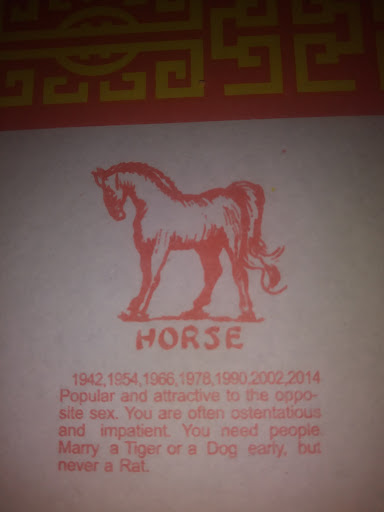 HORSE
1942,1954,1966,1978,1990,2002,2014
Popular and attractive to the oppo-
site sex. You are often ostentatious
and impatient. You need people.
Marry a Tiger or a Dog early, but
never a Rat.